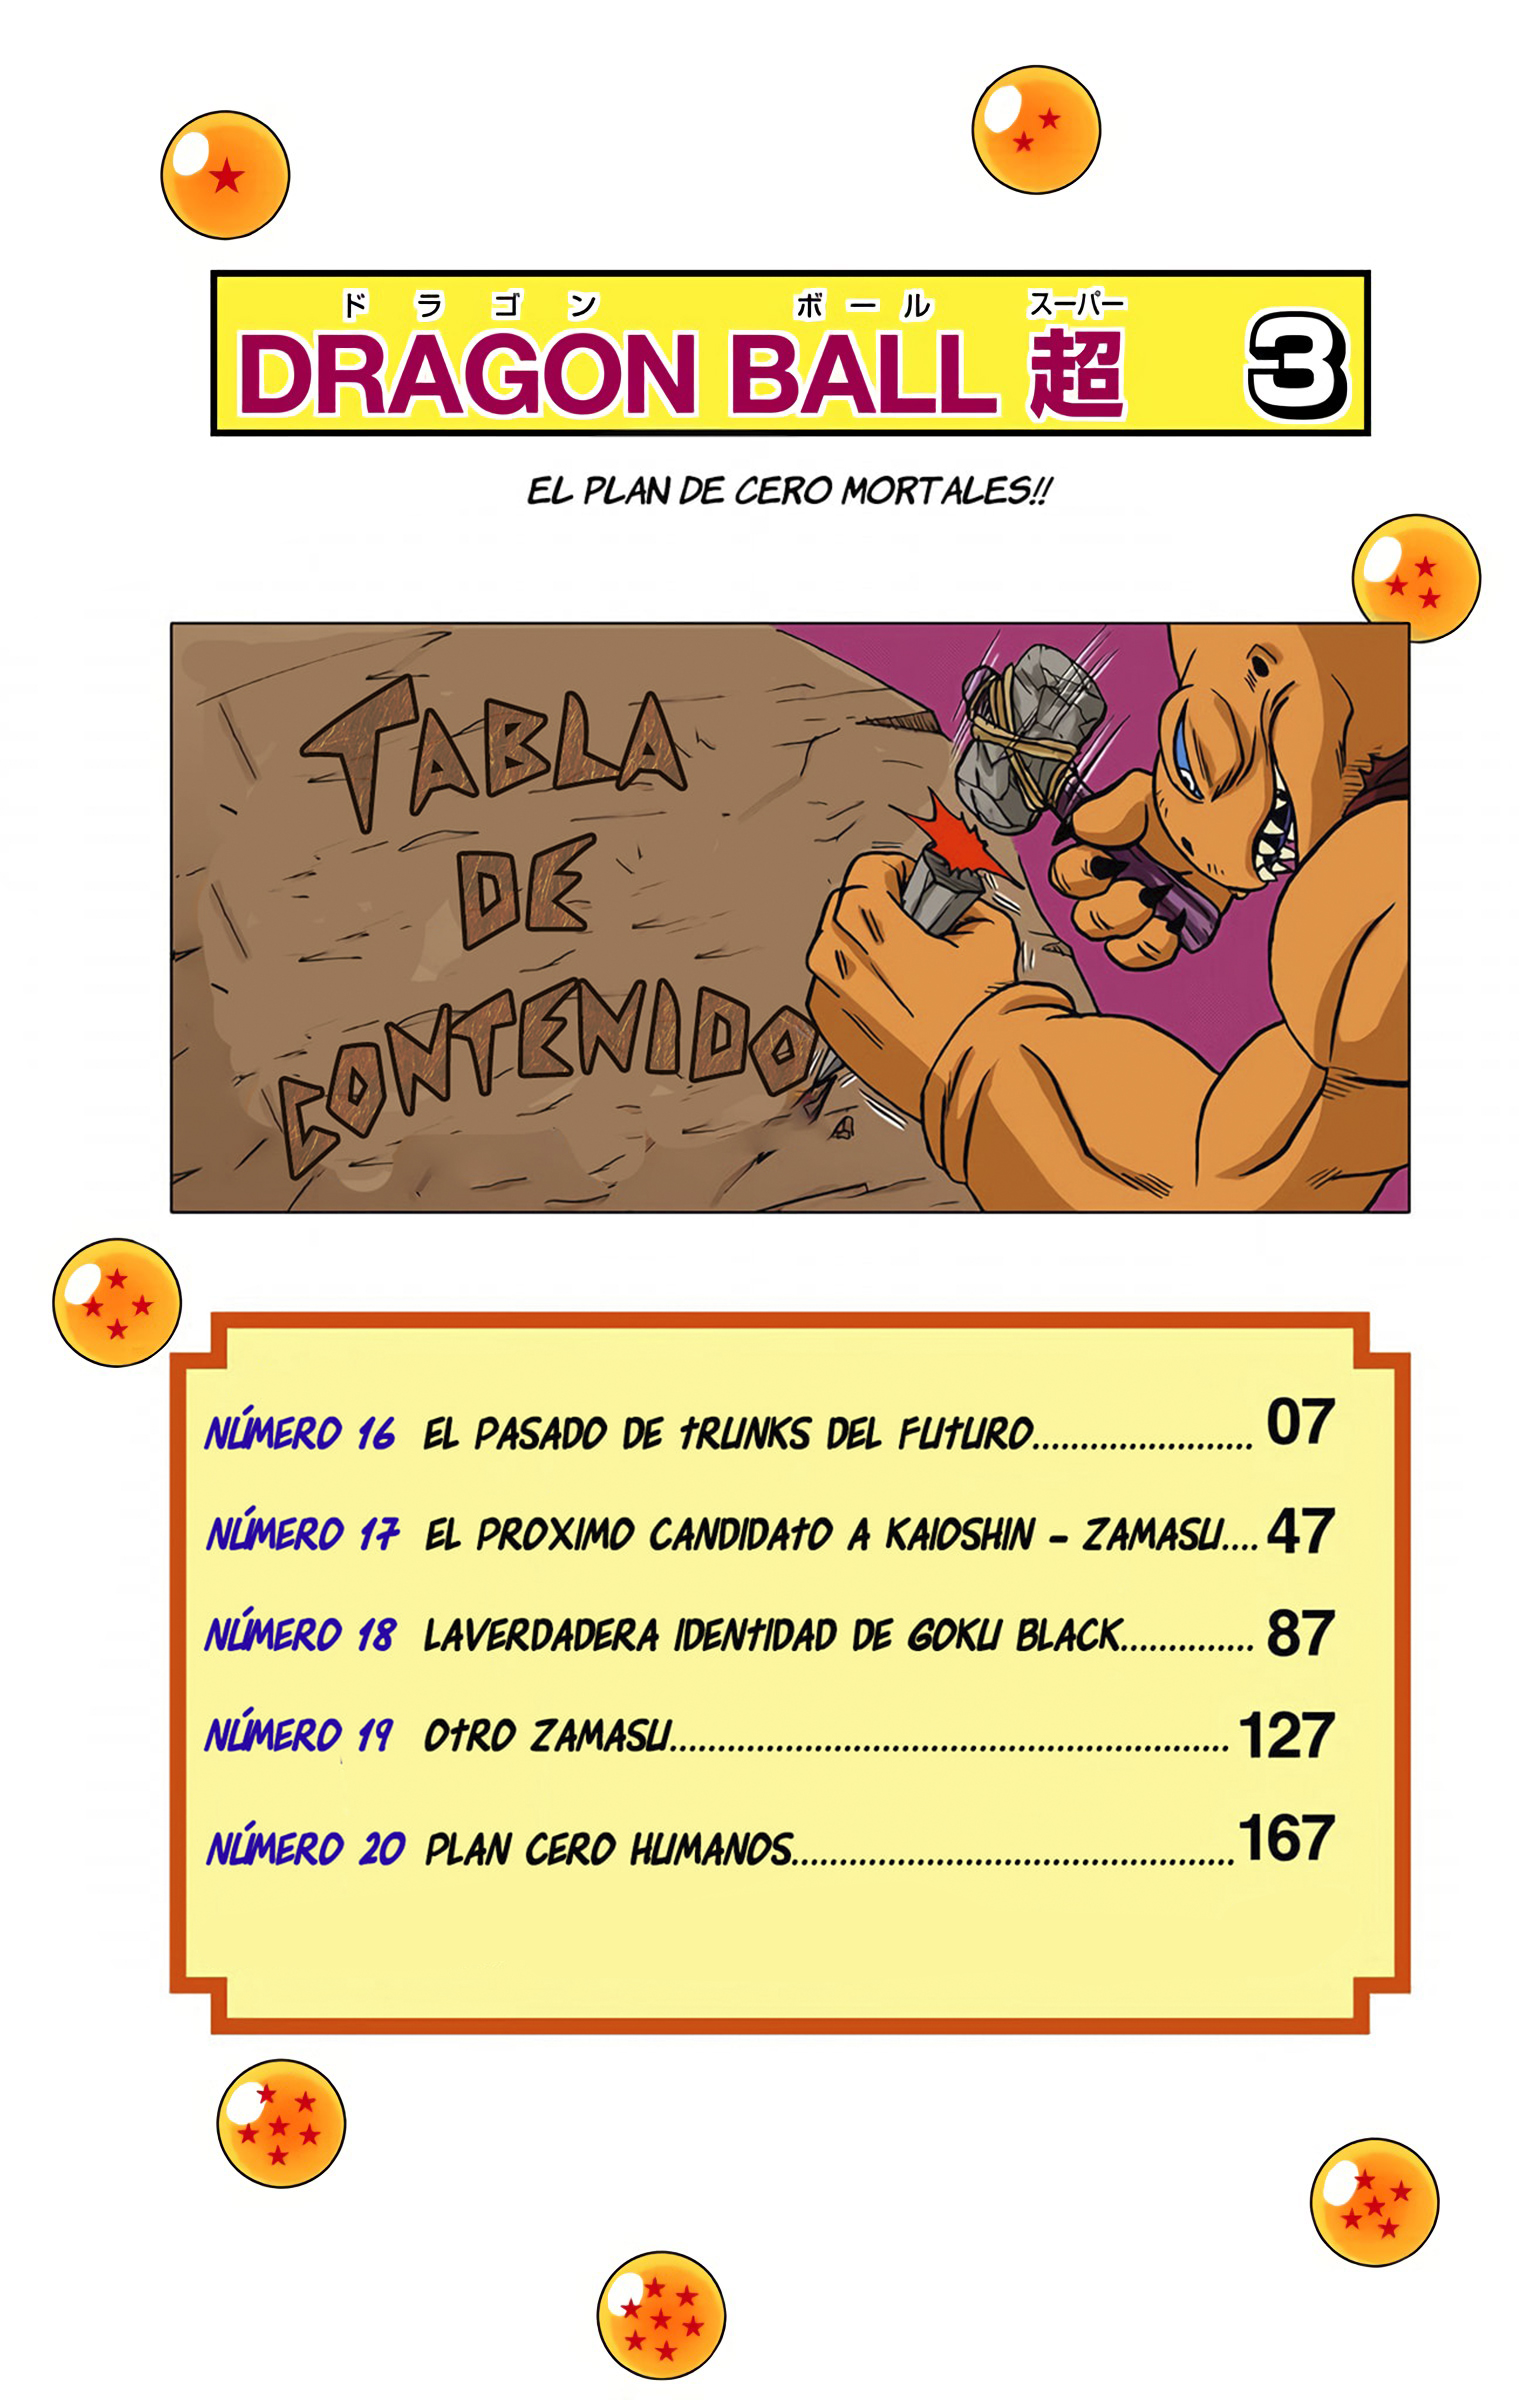 ドラゴン ボール スーパー
DRAGON BALL 超 3
EL PLAN DE CERO MORTALES!!
TABLA
DE
CONTENIDO
NÚMERO 16 EL PASADO DE TRUNKS DEL FUTURO....................... 07
NÚMERO 17 EL PROXIMO CANDIDATO A KAIOSHIN - ZAMASU.... 47
NÚMERO 18 LAVERDADERA IDENTIDAD DE GOKU BLACK.............. 87
NÚMERO 19 OTRO ZAMASU.......................................................... 127
NÚMERO 20 PLAN CERO HUMANOS.............................................. 167